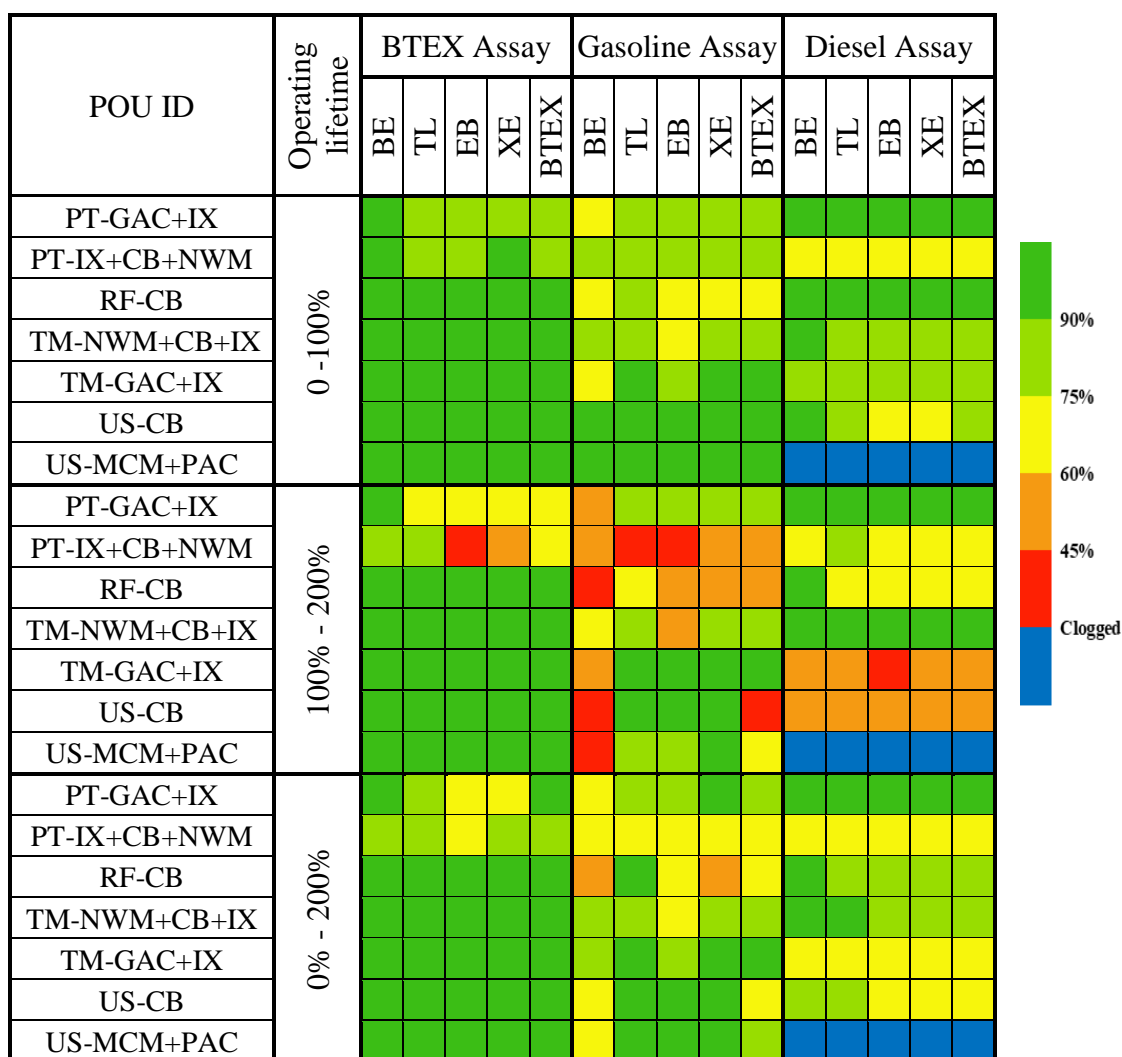 POU ID
Operating
lifetime
BTEX Assay
Gasoline Assay
Diesel Assay
BE
TL
EB
XE
BTEX
BE
TL
EB
XE
BTEX
BE
TL
EB
XE
BTEX
0 -100%
PT-GAC+IX
PT-IX+CB+NWM
RF-CB
TM-NWM+CB+IX
TM-GAC+IX
US-CB
US-MCM+PAC
100% - 200%
PT-GAC+IX
PT-IX+CB+NWM
RF-CB
TM-NWM+CB+IX
TM-GAC+IX
US-CB
US-MCM+PAC
0% - 200%
PT-GAC+IX
PT-IX+CB+NWM
RF-CB
TM-NWM+CB+IX
TM-GAC+IX
US-CB
US-MCM+PAC
90%
75%
60%
45%
Clogged